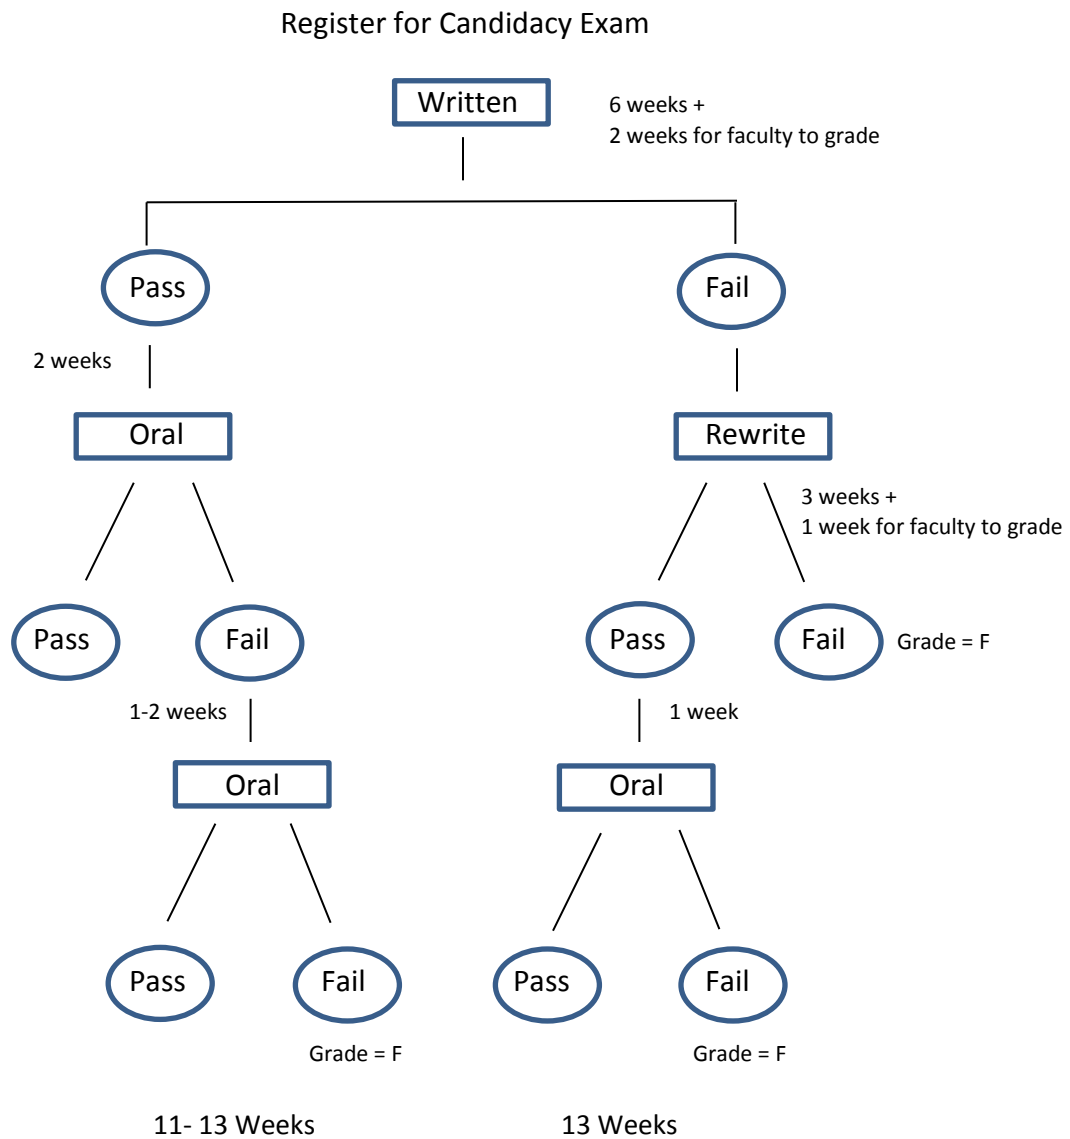 Register for Candidacy Exam
Written
6 weeks +
2 weeks for faculty to grade
Pass
Fail
2 weeks
Oral
Rewrite
3 weeks +
1 week for faculty to grade
Pass
Fail
Pass
Fail
Grade = F
1-2 weeks
1 week
Oral
Oral
Pass
Fail
Pass
Fail
Grade = F
Grade = F
11- 13 Weeks
13 Weeks